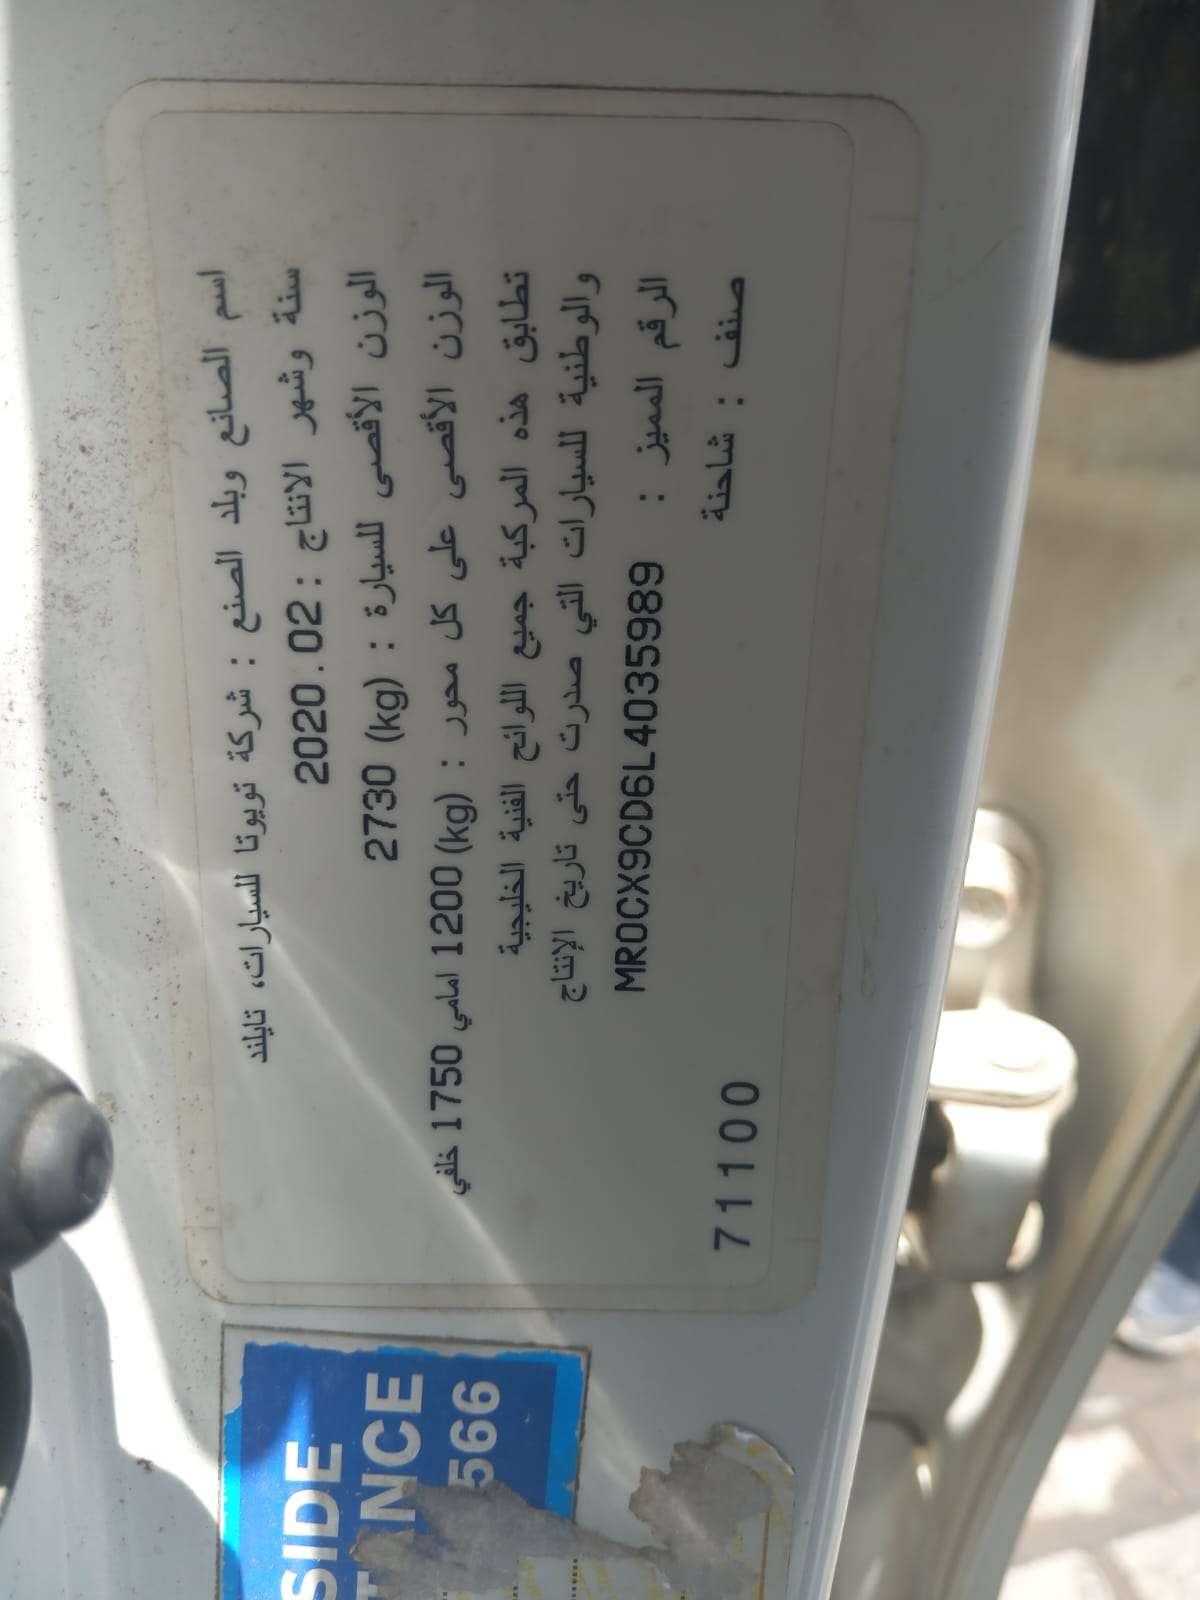 اسم الصانع وبلد الصنع : شركة تويوتا للسيارات، تايلند
سنة وشهر الانتاج : 2020.02
الوزن الأقصى للسيارة : 2730 (kg)
الوزن الأقصى على كل محور : 1200 (kg) امامي 1750 خلفي
تطابق هذه المركبة جميع اللوائح الفنية الخليجية
والوطنية للسيارات التي صدرت حتى تاريخ الإنتاج
الرقم المميز : MR0CX9CD6L4035989
صنف : شاحنة 71100
SIDE
566